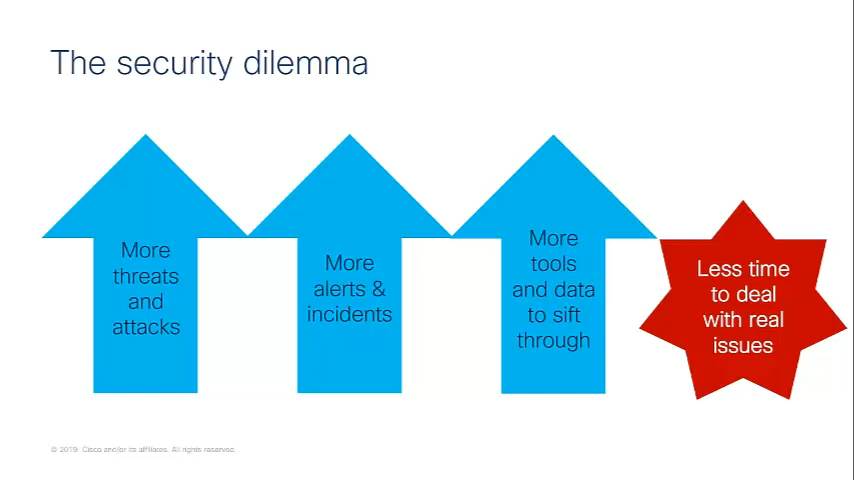 The security dilemma
More
threats
and
attacks
More
alerts &
incidents
More
tools
and data
to sift
through
Less time
to deal
with real
issues
© 2019 Cisco and/or its affiliates. All rights reserved.